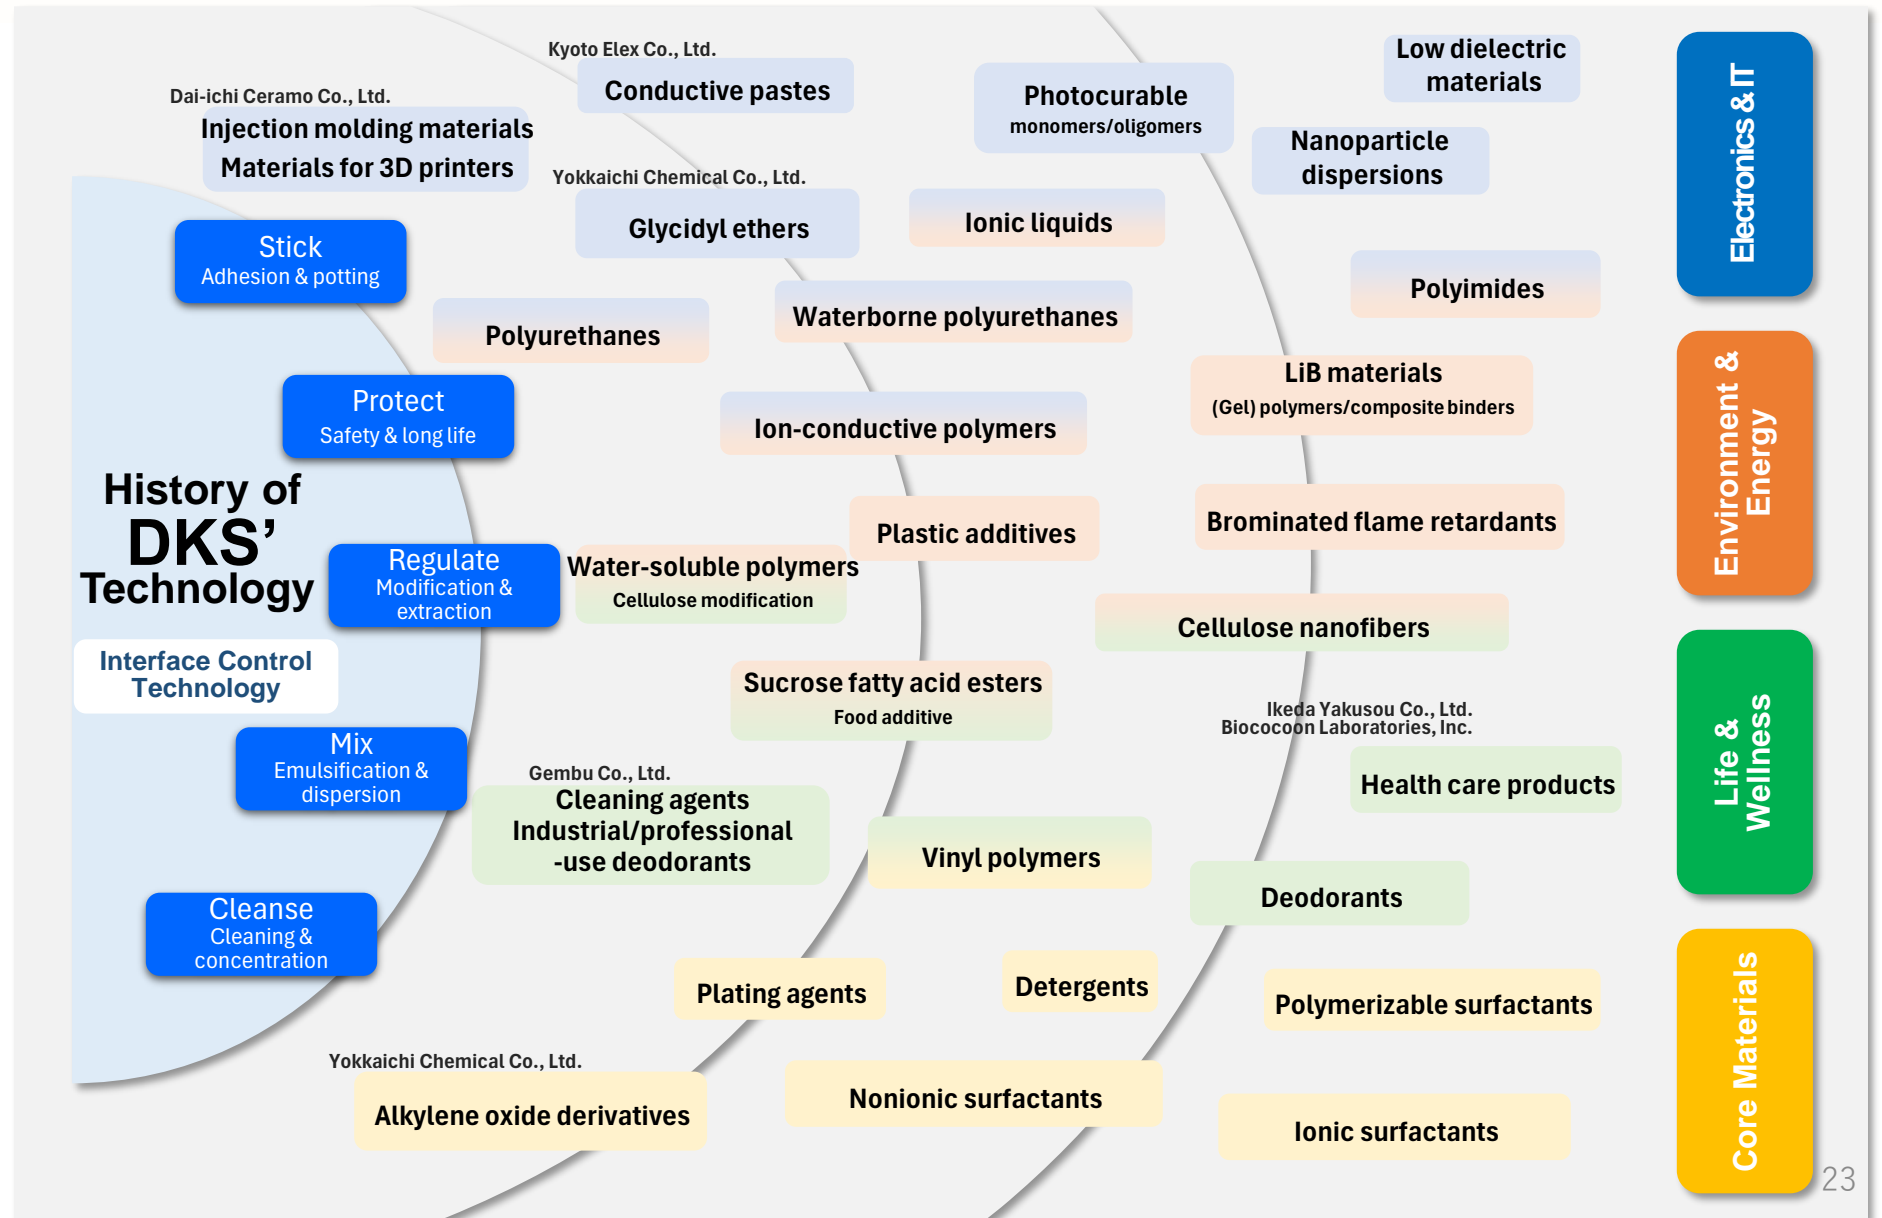 Kyoto Elex Co., Ltd.
Conductive pastes
Dai-ichi Ceramo Co., Ltd.
Injection molding materials
Materials for 3D printers
Photocurable
monomers/oligomers
Low dielectric
materials
Nanoparticle
dispersions
Yokkaichi Chemical Co., Ltd.
Glycidyl ethers
Ionic liquids
Polyimides
Polyurethanes
Waterborne polyurethanes
Ion-conductive polymers
LiB materials
(Gel) polymers/composite binders
Plastic additives
Brominated flame retardants
Water-soluble polymers
Cellulose modification
Cellulose nanofibers
Sucrose fatty acid esters
Food additive
Ikeda Yakusou Co., Ltd.
Biococoon Laboratories, Inc.
Health care products
Gembu Co., Ltd.
Cleaning agents
Industrial/professional
-use deodorants
Vinyl polymers
Deodorants
Plating agents
Detergents
Polymerizable surfactants
Yokkaichi Chemical Co., Ltd.
Alkylene oxide derivatives
Nonionic surfactants
Ionic surfactants
Stick
Adhesion & potting
Protect
Safety & long life
History of
DKS’
Technology
Regulate
Modification &
extraction
Interface Control
Technology
Mix
Emulsification &
dispersion
Cleanse
Cleaning &
concentration
Electronics & IT
Environment &
Energy
Life &
Wellness
Core Materials
23